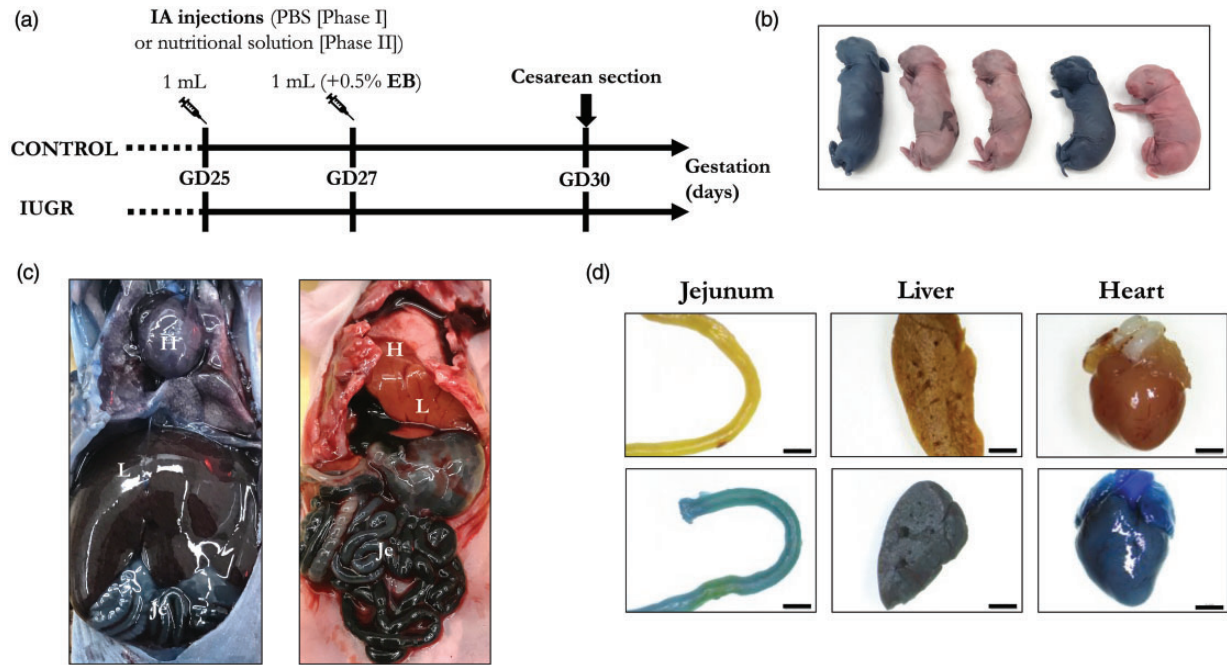 (a)
IA injections (PBS [Phase I]
or nutritional solution [Phase II])
1 mL
1 mL (+0.5% EB)
Cesarean section
CONTROL
GD25
GD27
GD30
Gestation
(days)
IUGR
(b)
(c)
H
L
Je
H
L
Je
(d)
Jejunum
Liver
Heart